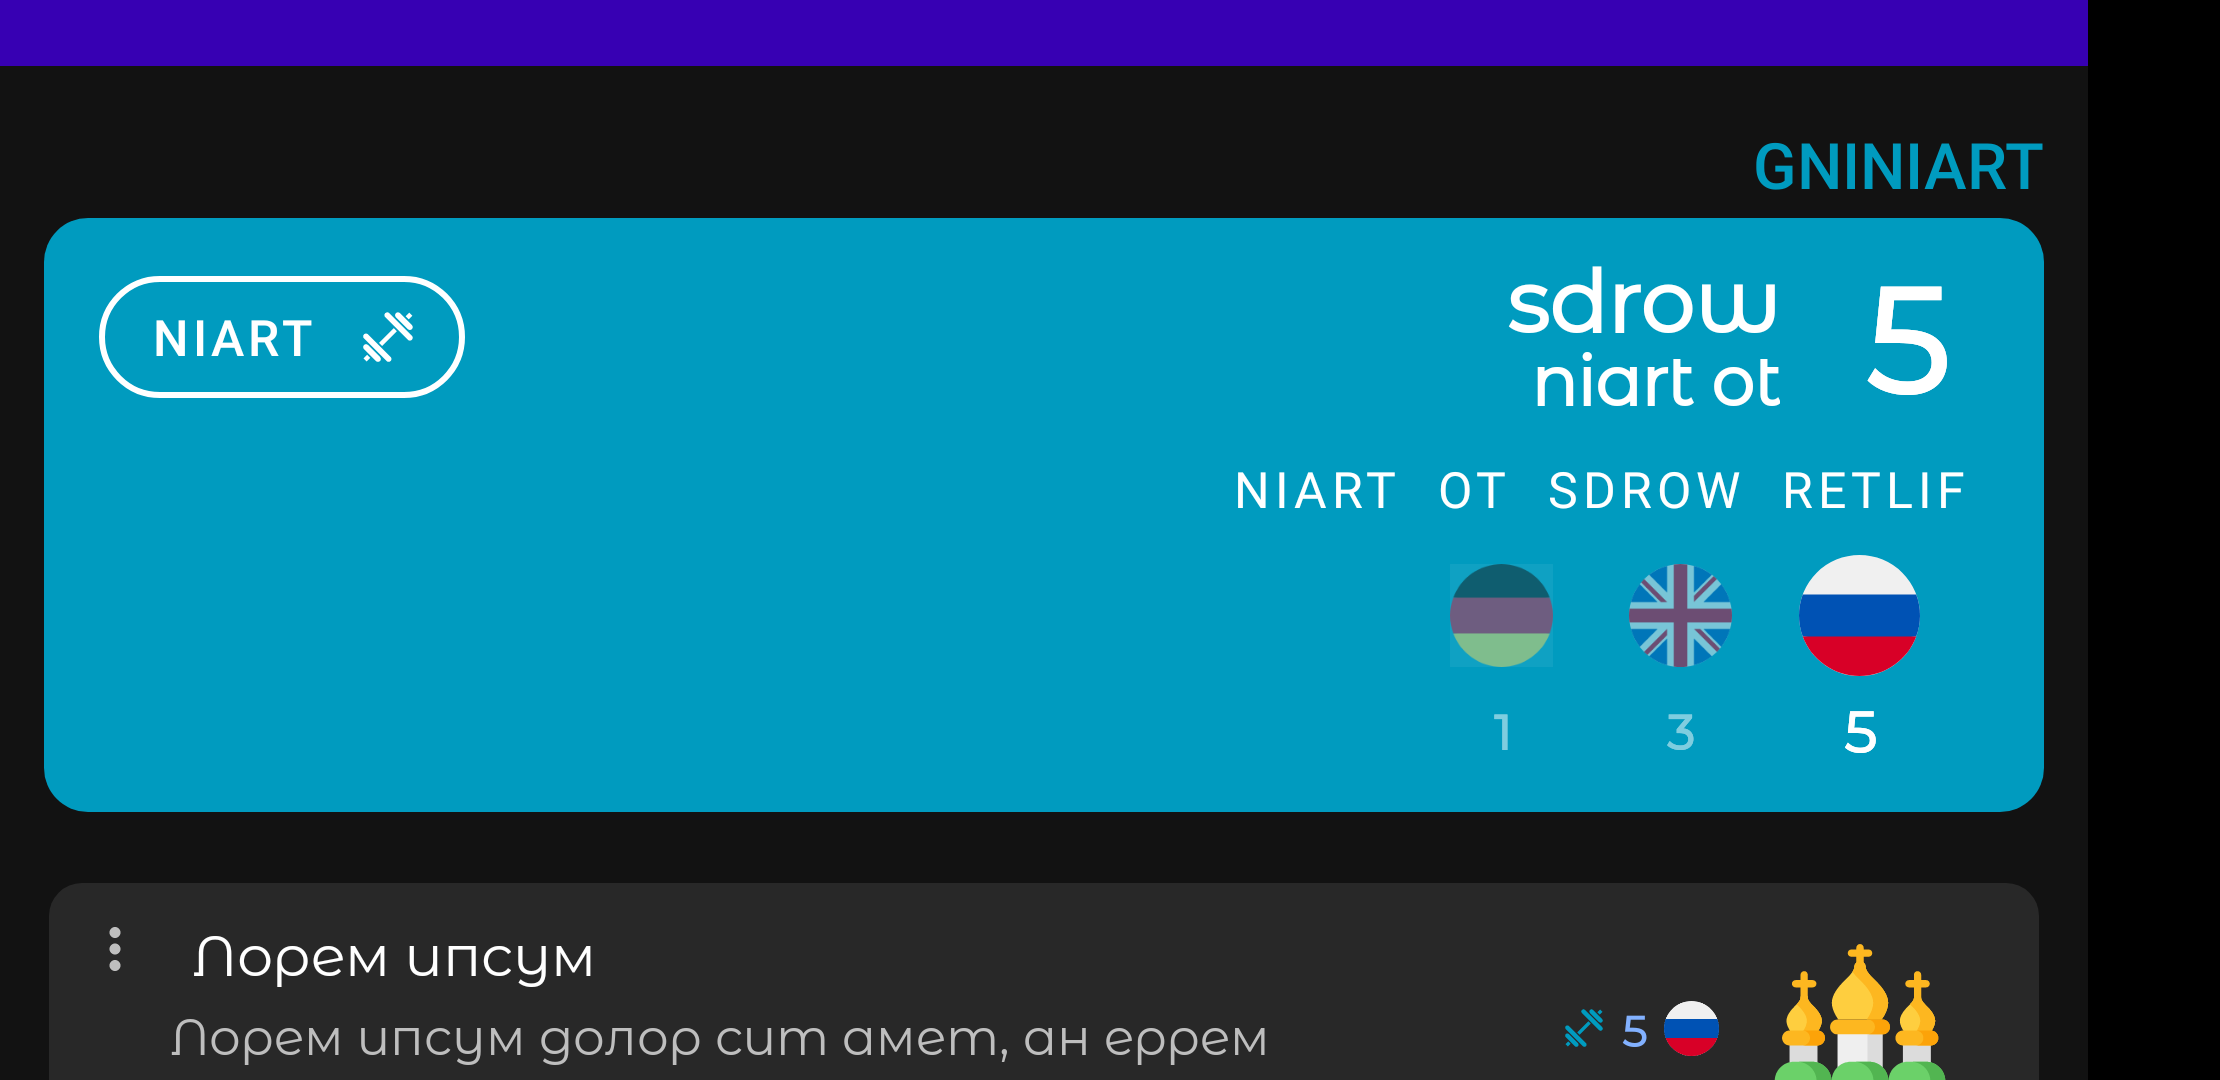 GNINIART
NIART
sdrow 5
niart ot
NIART OT SDROW RETLIF
1 3 5
Лорем ипсум
Лорем ипсум долор сит амет, ан еррем
5